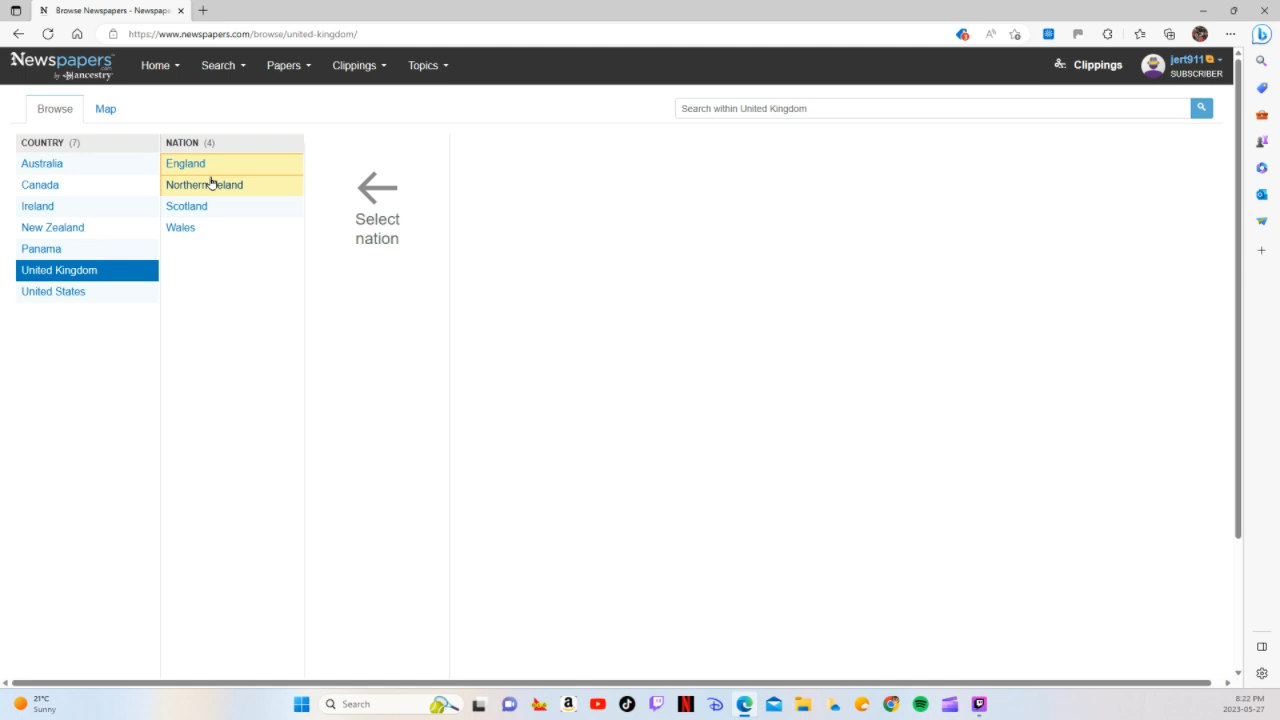 Browse Newspapers - Newspape
https://www.newspapers.com/browse/united-kingdom/
Newspapers
.com
by ancestry
Home
Search
Papers
Clippings
Topics
Clippings
jert911
SUBSCRIBER
Browse
Map
Search within United Kingdom
COUNTRY (7)
Australia
Canada
Ireland
New Zealand
Panama
United Kingdom
United States
NATION (4)
England
Northern Ireland
Scotland
Wales
Select
nation
21°C
Sunny
Search
8:22 PM
2023-05-27